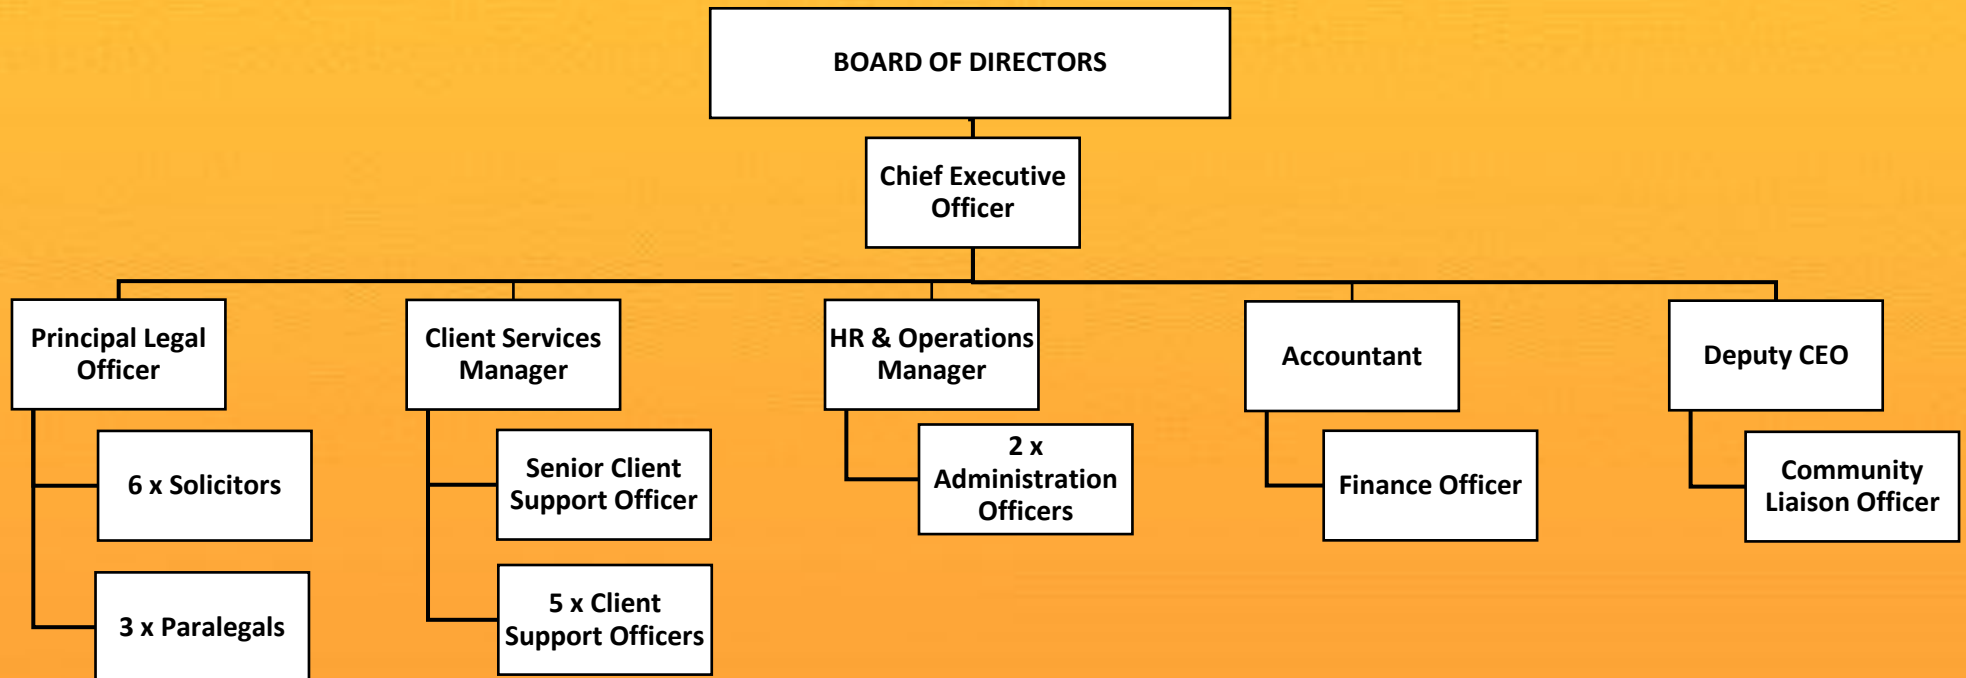 BOARD OF DIRECTORS
Chief Executive
Officer
Principal Legal
Officer
Client Services
Manager
HR & Operations
Manager
Accountant
Deputy CEO
6 x Solicitors
Senior Client
Support Officer
2 x
Administration
Officers
Finance Officer
Community
Liaison Officer
3 x Paralegals
5 x Client
Support Officers